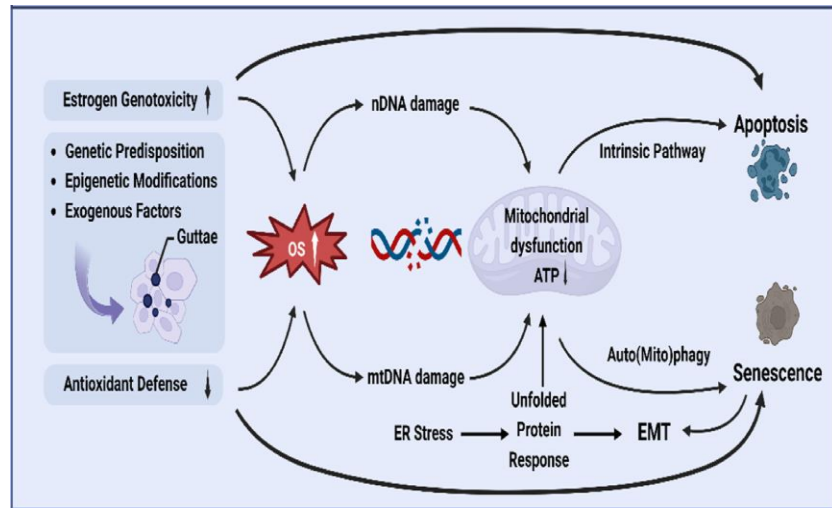 Estrogen Genotoxicity ↑
• Genetic Predisposition
• Epigenetic Modifications
• Exogenous Factors
Guttae
Antioxidant Defense ↓
OS ↑
nDNA damage
mtDNA damage
Mitochondrial
dysfunction
ATP ↓
Intrinsic Pathway
Apoptosis
Auto(Mito)phagy
Senescence
ER Stress
Unfolded
Protein
Response
EMT